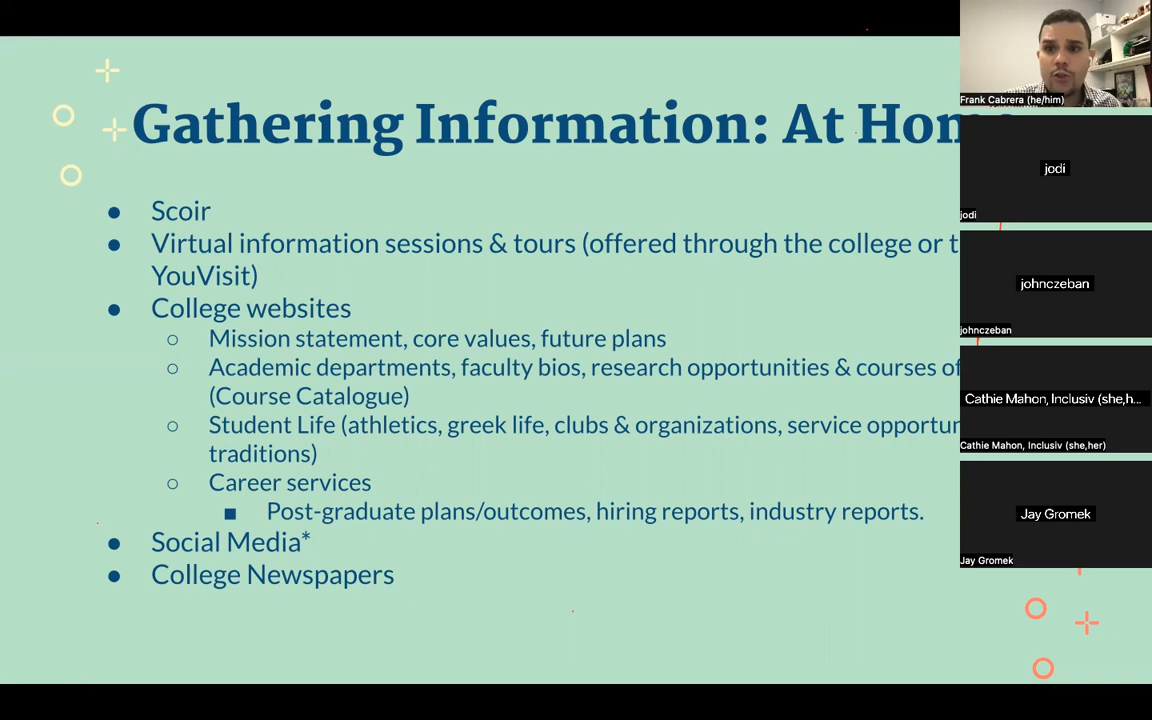 Gathering Information: At Home
Scoir
Virtual information sessions & tours (offered through the college or t
YouVisit)
College websites
Mission statement, core values, future plans
Academic departments, faculty bios, research opportunities & courses of
(Course Catalogue)
Student Life (athletics, greek life, clubs & organizations, service opportun
traditions)
Career services
Post-graduate plans/outcomes, hiring reports, industry reports.
Social Media*
College Newspapers
Frank Cabrera (he/him)
jodi
jodi
johnczeban
johnczeban
Cathie Mahon, Inclusiv (she,h...
Cathie Mahon, Inclusiv (she,her)
Jay Gromek
Jay Gromek